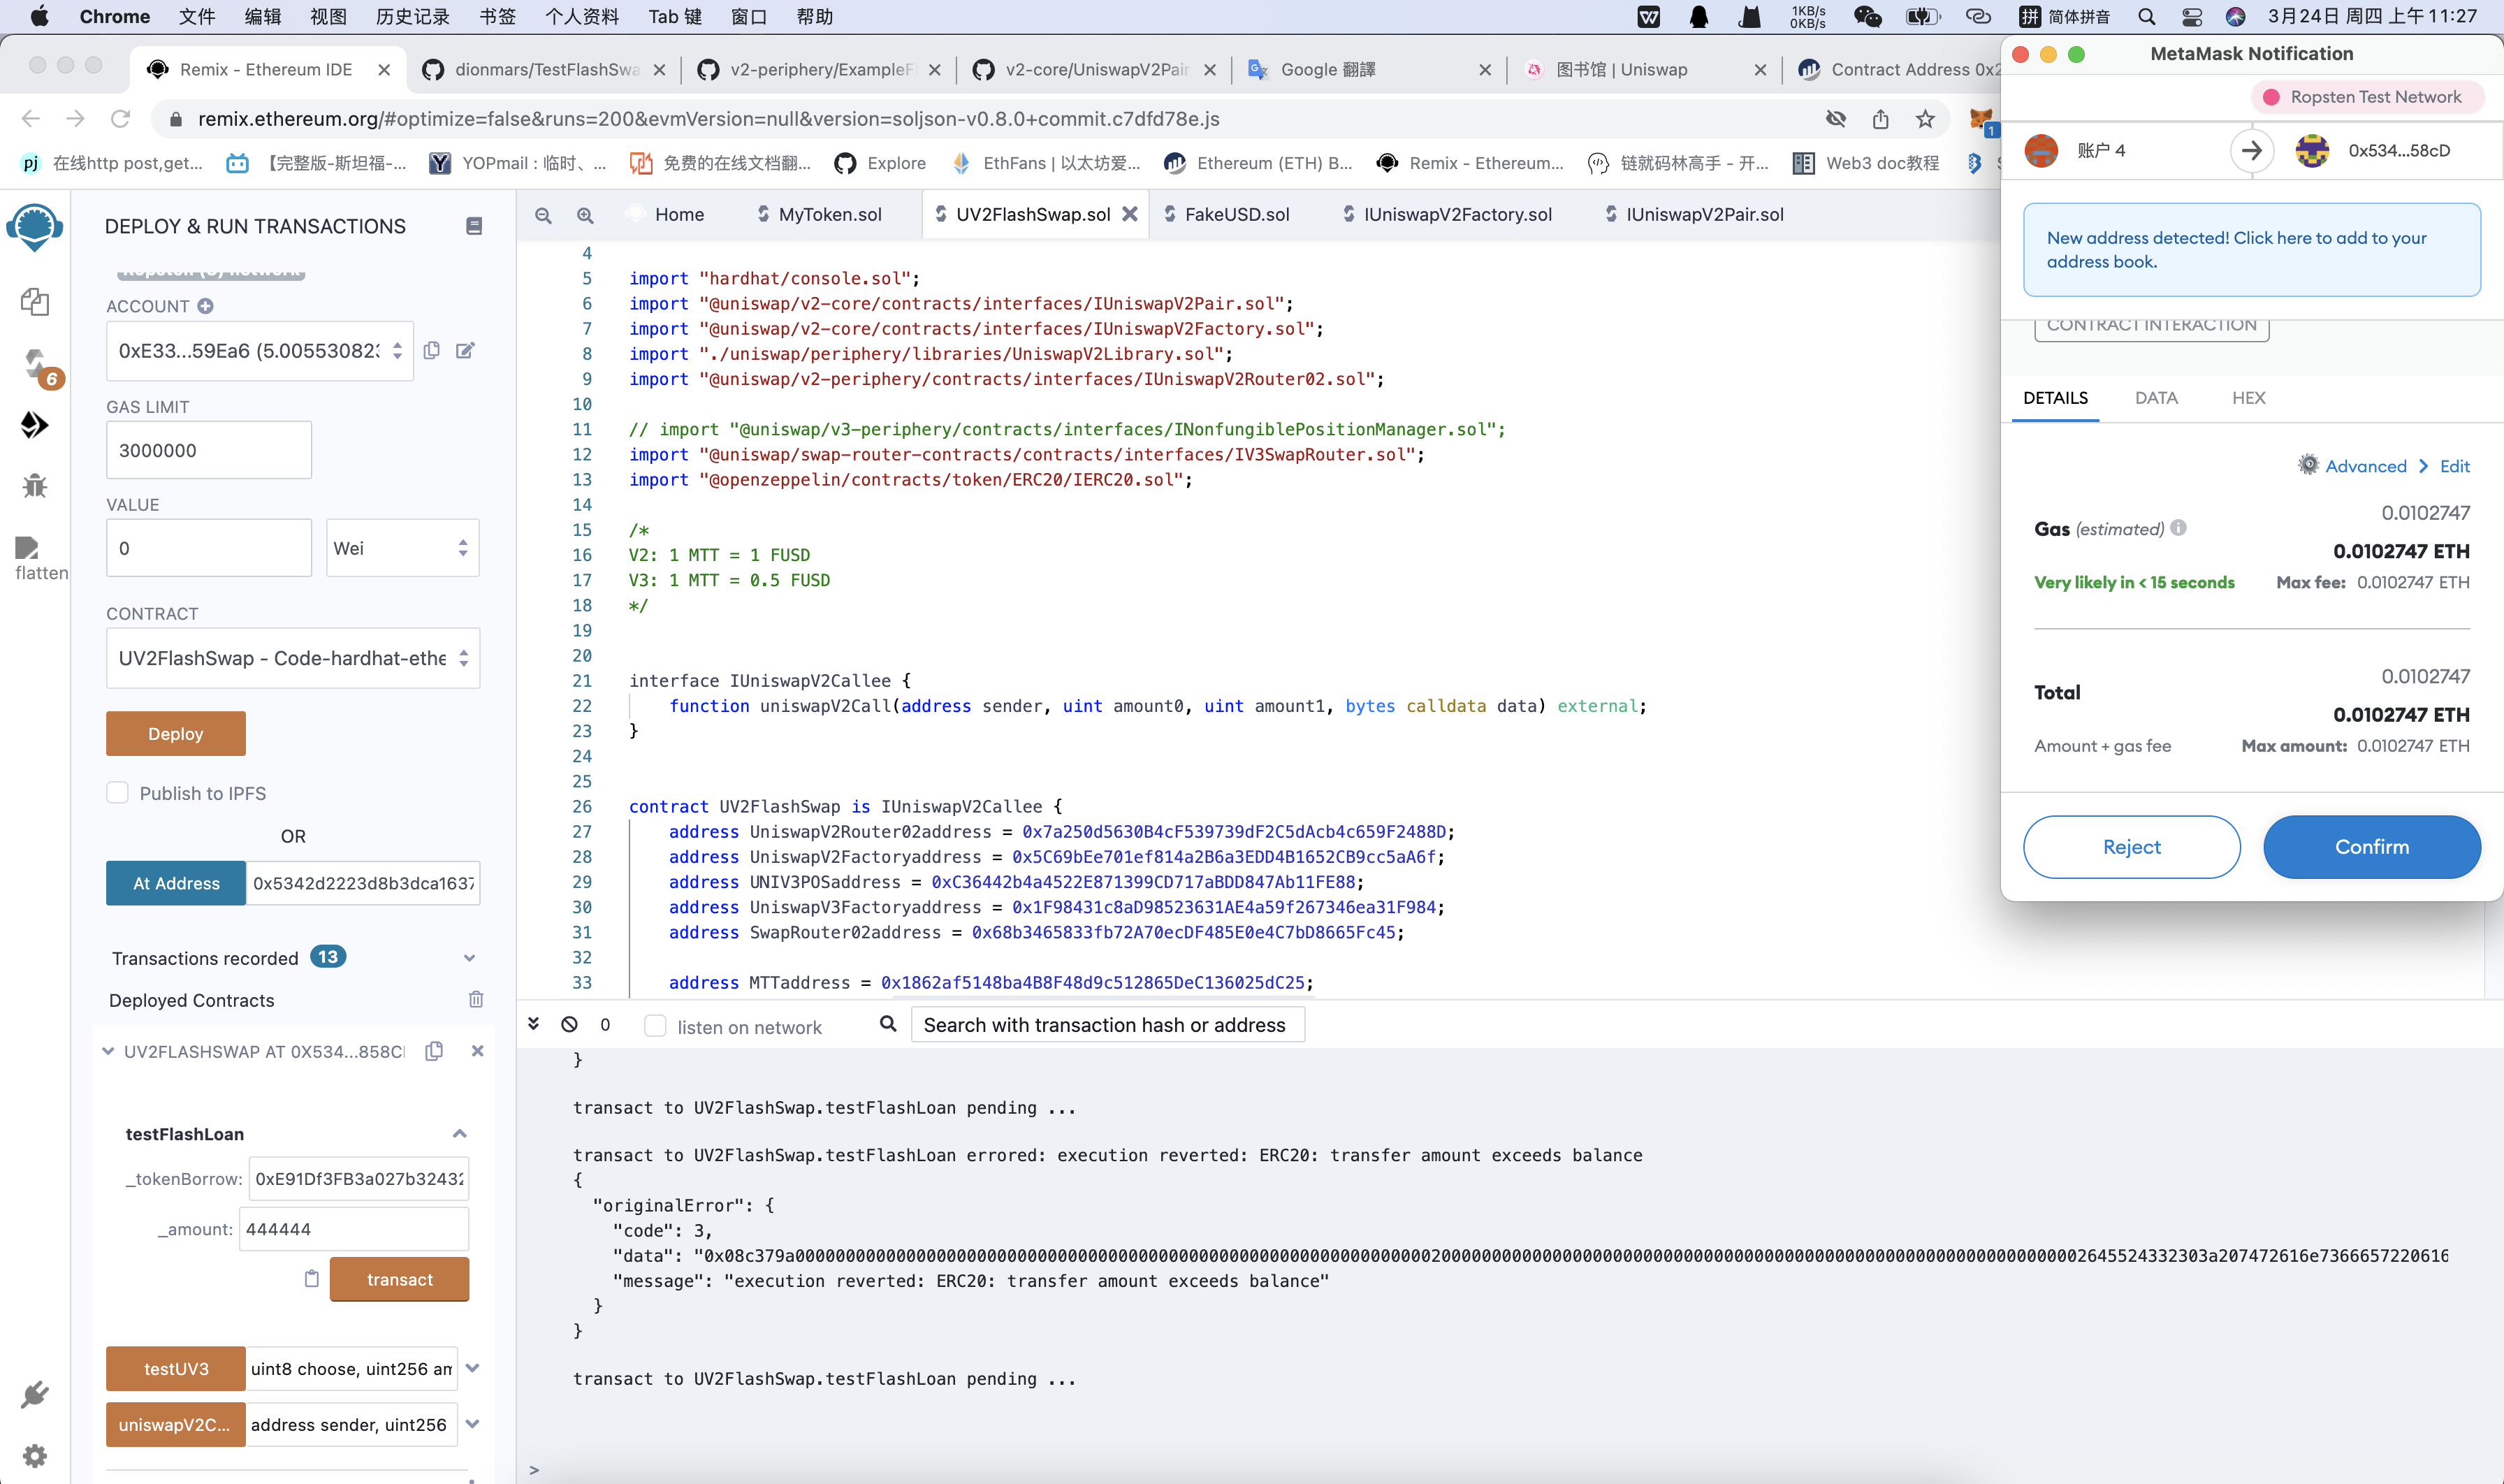 Chrome 文件 编辑 视图 历史记录 书签 个人资料 Tab 键 窗口 帮助 1KB/s 0KB/s 拼 简体拼音 3月24日 周四 上午11:27
Remix - Ethereum IDE
dionmars/TestFlashSwa
v2-periphery/ExampleF
v2-core/UniswapV2Pair
Google 翻譯
图书馆 | Uniswap
Contract Address 0x2
remix.ethereum.org/#optimize=false&runs=200&evmVersion=null&version=soljson-v0.8.0+commit.c7dfd78e.js
1
pj 在线http post,get...
【完整版-斯坦福-...
YOPmail : 临时、...
免费的在线文档翻...
Explore
EthFans | 以太坊爱...
Ethereum (ETH) B...
Remix - Ethereum...
链就码林高手 - 开...
Web3 doc教程
DEPLOY & RUN TRANSACTIONS
Ropsten (3) network
ACCOUNT
0xE33...59Ea6 (5.00553082
GAS LIMIT
3000000
VALUE
0
Wei
CONTRACT
UV2FlashSwap - Code-hardhat-ethe
Deploy
Publish to IPFS
OR
At Address
0x5342d2223d8b3dca1637
Transactions recorded 13
Deployed Contracts
UV2FLASHSWAP AT 0X534...858C
testFlashLoan
_tokenBorrow: 0xE91Df3FB3a027b32432
_amount: 444444
transact
testUV3 uint8 choose, uint256 am
uniswapV2C... address sender, uint256
6
flatten
Home
MyToken.sol
UV2FlashSwap.sol
FakeUSD.sol
IUniswapV2Factory.sol
IUniswapV2Pair.sol
4
5 import "hardhat/console.sol";
6 import "@uniswap/v2-core/contracts/interfaces/IUniswapV2Pair.sol";
7 import "@uniswap/v2-core/contracts/interfaces/IUniswapV2Factory.sol";
8 import "./uniswap/periphery/libraries/UniswapV2Library.sol";
9 import "@uniswap/v2-periphery/contracts/interfaces/IUniswapV2Router02.sol";
10
11 // import "@uniswap/v3-periphery/contracts/interfaces/INonfungiblePositionManager.sol";
12 import "@uniswap/swap-router-contracts/contracts/interfaces/IV3SwapRouter.sol";
13 import "@openzeppelin/contracts/token/ERC20/IERC20.sol";
14
15 /*
16 V2: 1 MTT = 1 FUSD
17 V3: 1 MTT = 0.5 FUSD
18 */
19
20
21 interface IUniswapV2Callee {
22 function uniswapV2Call(address sender, uint amount0, uint amount1, bytes calldata data) external;
23 }
24
25
26 contract UV2FlashSwap is IUniswapV2Callee {
27 address UniswapV2Router02address = 0x7a250d5630B4cF539739dF2C5dAcb4c659F2488D;
28 address UniswapV2Factoryaddress = 0x5C69bEe701ef814a2B6a3EDD4B1652CB9cc5aA6f;
29 address UNIV3POSaddress = 0xC36442b4a4522E871399CD717aBDD847Ab11FE88;
30 address UniswapV3Factoryaddress = 0x1F98431c8aD98523631AE4a59f267346ea31F984;
31 address SwapRouter02address = 0x68b3465833fb72A70ecDF485E0e4C7bD8665Fc45;
32
33 address MTTaddress = 0x1862af5148ba4B8F48d9c512865DeC136025dC25;
0
listen on network
Search with transaction hash or address
}
transact to UV2FlashSwap.testFlashLoan pending ...
transact to UV2FlashSwap.testFlashLoan errored: execution reverted: ERC20: transfer amount exceeds balance
{
"originalError": {
"code": 3,
"message": "execution reverted: ERC20: transfer amount exceeds balance"
}
}
transact to UV2FlashSwap.testFlashLoan pending ...
>
MetaMask Notification
Ropsten Test Network
账户 4
0x534...58cD
New address detected! Click here to add to your
address book.
CONTRACT INTERACTION
DETAILS
DATA
HEX
Advanced
Edit
0.0102747
Gas (estimated)
0.0102747 ETH
Very likely in < 15 seconds
Max fee: 0.0102747 ETH
0.0102747
Total
0.0102747 ETH
Amount + gas fee
Max amount: 0.0102747 ETH
Reject
Confirm